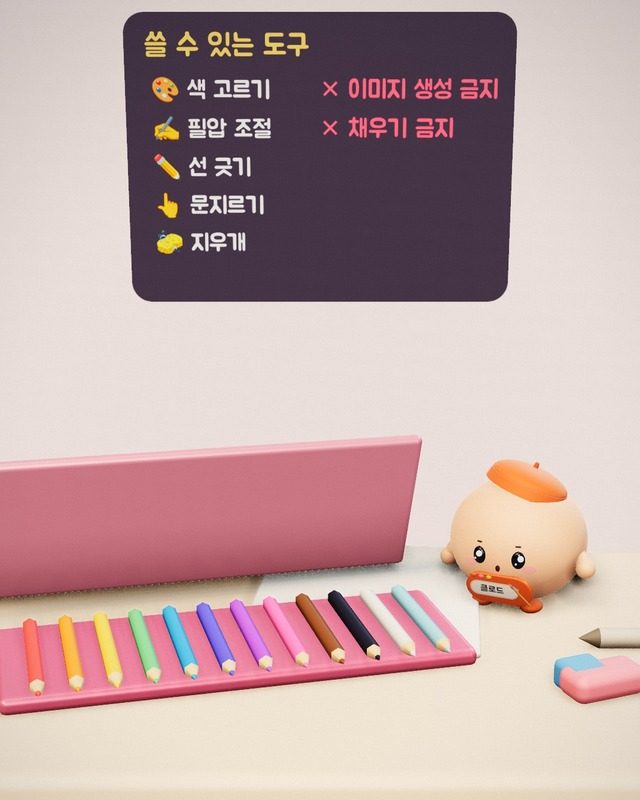 쓸 수 있는 도구
색 고르기
필압 조절
선 긋기
문지르기
지우개
× 이미지 생성 금지
× 채우기 금지
클로드